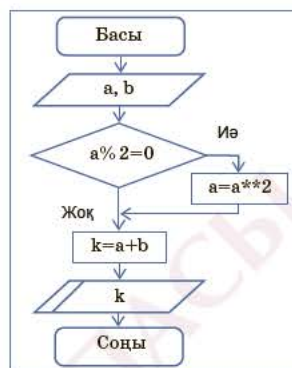 Басы
a, b
a% 2=0
Иә
a=a**2
Жоқ
k=a+b
k
Соңы